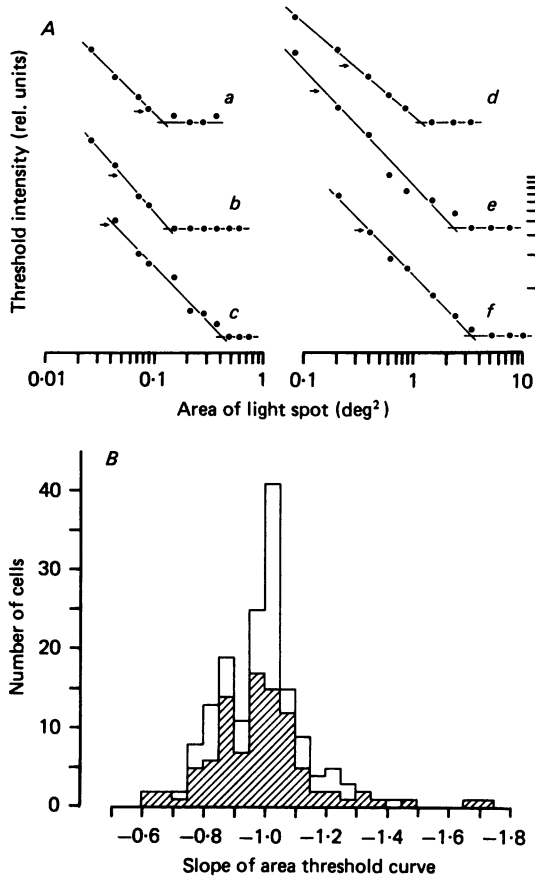 A
Threshold intensity (rel. units)
a
b
c
d
e
f
0·01 0·1 1
0·1 1 10
Area of light spot (deg²)
B
Number of cells
40
30
20
10
0
−0·6 −0·8 −1·0 −1·2 −1·4 −1·6 −1·8
Slope of area threshold curve